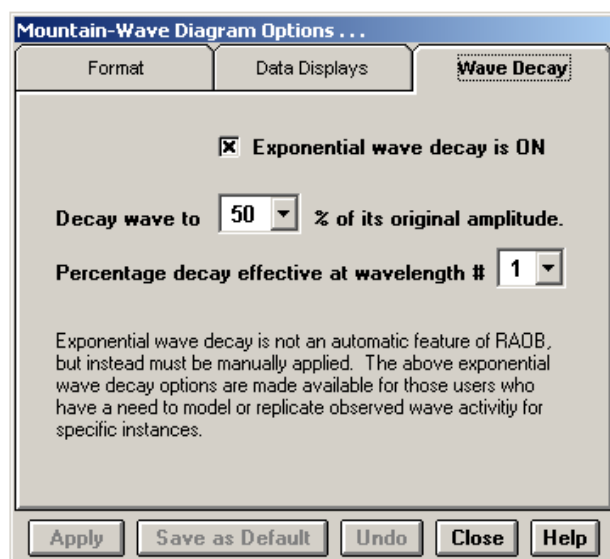 Mountain-Wave Diagram Options . . .
Format Data Displays Wave Decay
Exponential wave decay is ON
Decay wave to 50 % of its original amplitude.
Percentage decay effective at wavelength # 1
Exponential wave decay is not an automatic feature of RAOB,
but instead must be manually applied. The above exponential
wave decay options are made available for those users who
have a need to model or replicate observed wave activitiy for
specific instances.
Apply Save as Default Undo Close Help